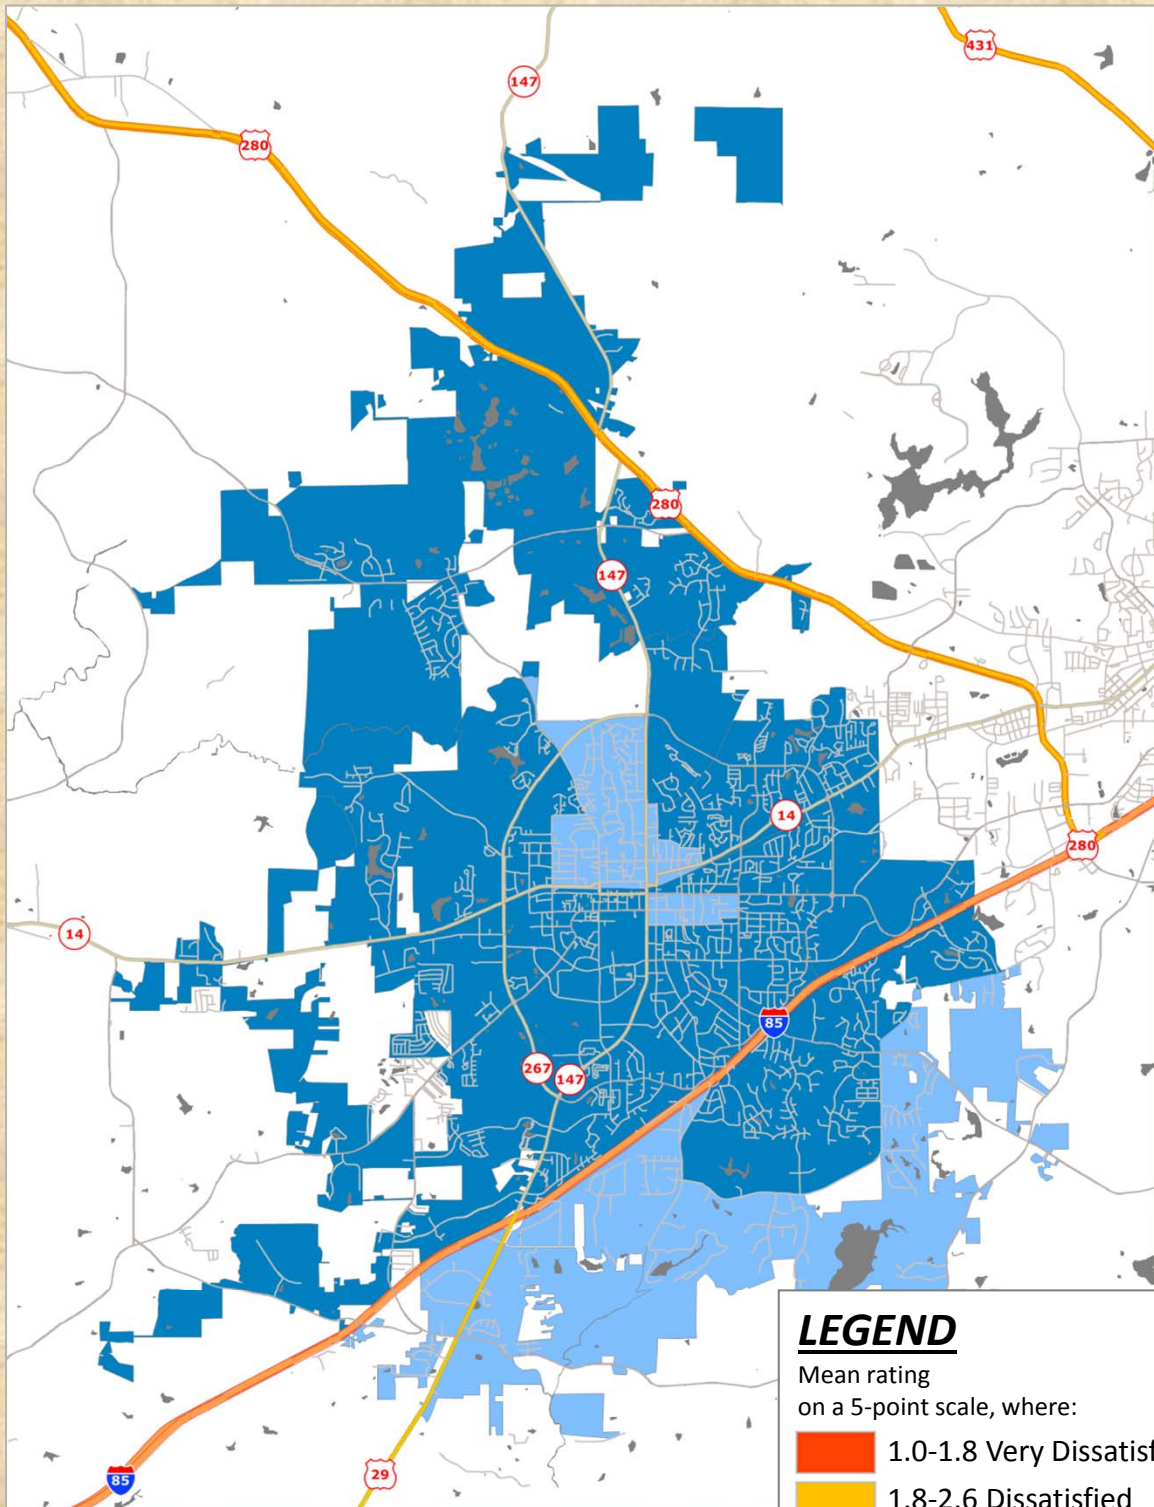 147
431
280
280
147
14
280
14
85
267
147
LEGEND
Mean rating
on a 5-point scale, where:
1.0-1.8 Very Dissatisf
1.8-2.6 Dissatisfied
29
85